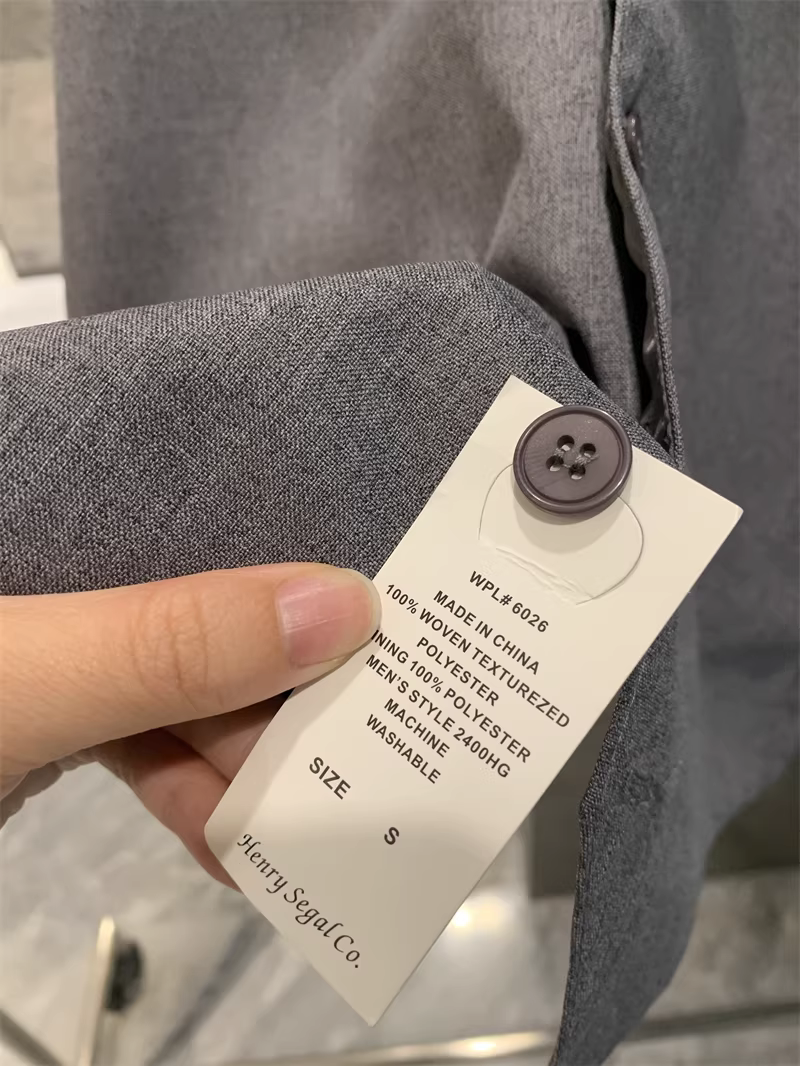 WPL# 6026
MADE IN CHINA
100% WOVEN TEXTUREZED
POLYESTER
INING 100% POLYESTER
MEN'S STYLE 2400HG
MACHINE
WASHABLE
SIZE S
Henry Segal Co.